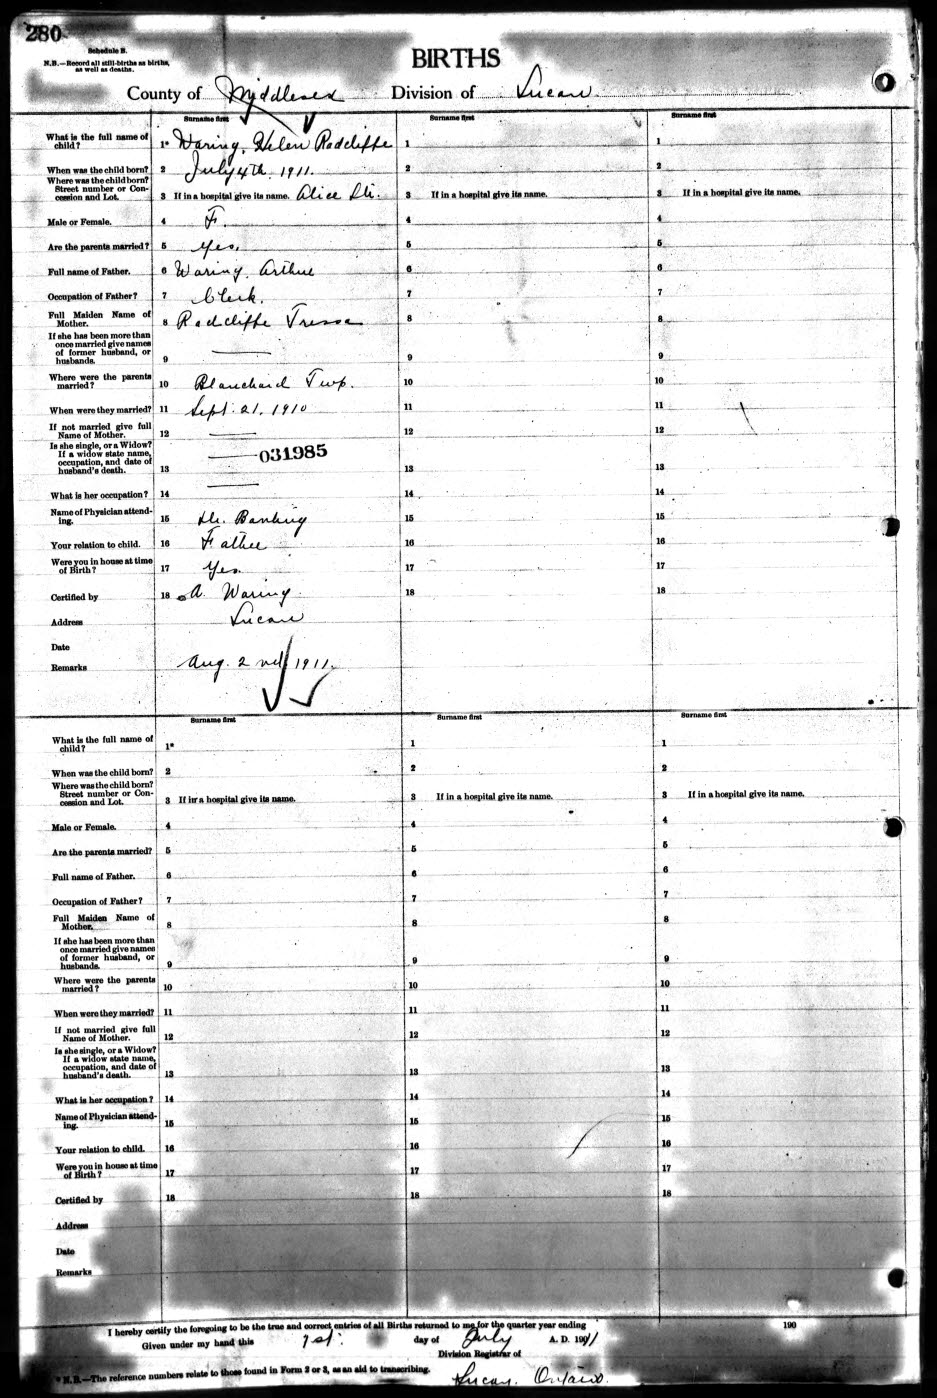 280
Schedule B.
N.B.—Record all still-births as births,
as well as deaths.
BIRTHS
County of Middlesex Division of Lucan
Surname first Surname first Surname first
What is the full name of
child? 1* Waring, Helen Radcliffe 1 1
When was the child born? 2 July 4th, 1911. 2 2
Where was the child born?
Street number or Con-
cession and Lot. 3 If in a hospital give its name. Alice St. 3 If in a hospital give its name. 3 If in a hospital give its name.
Male or Female. 4 F. 4 4
Are the parents married? 5 Yes. 5 5
Full name of Father. 6 Waring, Arthur 6 6
Occupation of Father? 7 Clerk. 7 7
Full Maiden Name of
Mother. 8 Radcliffe Tressa 8 8
If she has been more than
once married give names
of former husband, or
husbands. 9 — 9 9
Where were the parents
married? 10 Blanchard Twp. 10 10
When were they married? 11 Sept. 21, 1910 11 11
If not married give full
Name of Mother. 12 — 12 12
Is she single, or a Widow?
If a widow state name,
occupation, and date of
husband's death. 13 — 031985 13 13
What is her occupation? 14 — 14 14
Name of Physician attend-
ing. 15 Dr. Banting 15 15
Your relation to child. 16 Father 16 16
Were you in house at time
of Birth? 17 Yes. 17 17
Certified by 18 A. Waring 18 18
Address Lucan
Date
Remarks Aug. 2nd 1911.
Surname first Surname first Surname first
What is the full name of
child? 1* 1 1
When was the child born? 2 2 2
Where was the child born?
Street number or Con-
cession and Lot. 3 If in a hospital give its name. 3 If in a hospital give its name. 3 If in a hospital give its name.
Male or Female. 4 4 4
Are the parents married? 5 5 5
Full name of Father. 6 6 6
Occupation of Father? 7 7 7
Full Maiden Name of
Mother. 8 8 8
If she has been more than
once married give names
of former husband, or
husbands. 9 9 9
Where were the parents
married? 10 10 10
When were they married? 11 11 11
If not married give full
Name of Mother. 12 12 12
Is she single, or a Widow?
If a widow state name,
occupation, and date of
husband's death. 13 13 13
What is her occupation? 14 14 14
Name of Physician attend-
ing. 15 15 15
Your relation to child. 16 16 16
Were you in house at time
of Birth? 17 17 17
Certified by 18 18 18
Address
Date
Remarks
I hereby certify the foregoing to be the true and correct entries of all Births returned to me for the quarter year ending 190
Given under my hand this 1st. day of July A. D. 1911
Division Registrar of
* N.B.—The reference numbers relate to those found in Form 2 or 3, as an aid to transcribing.
Lucan, Ontario.